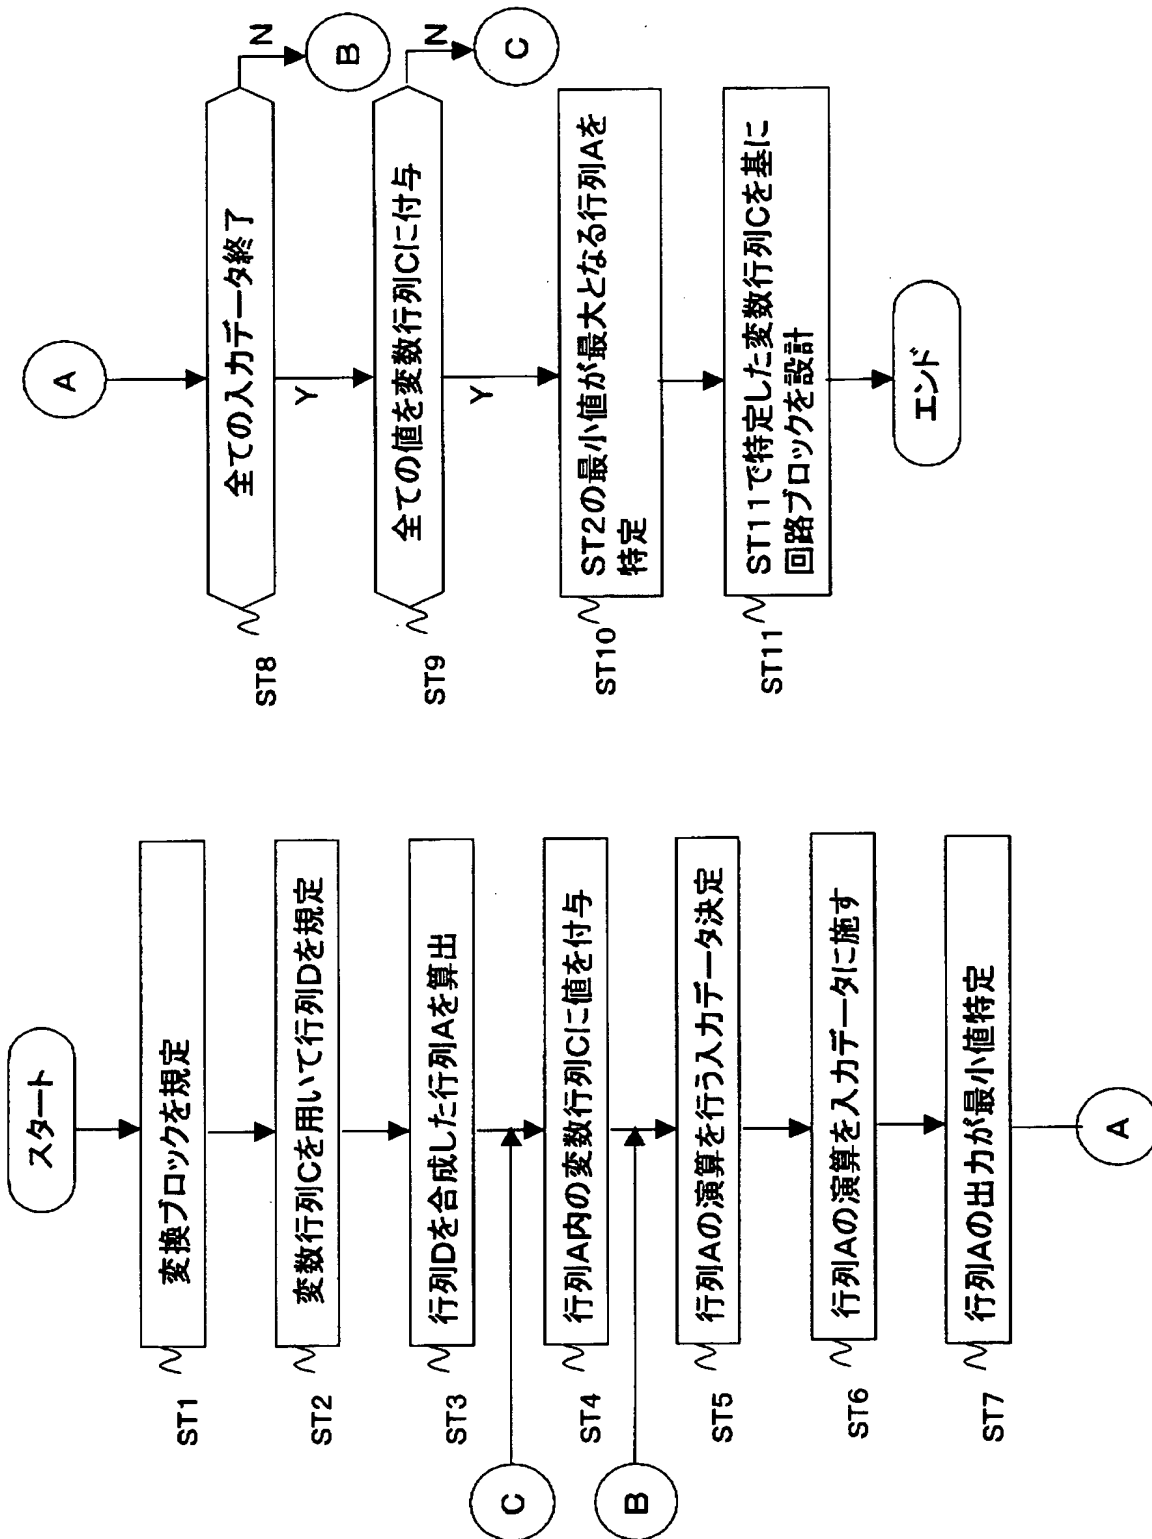 スタート
ST1
変換ブロックを規定
ST2
変数行列Cを用いて行列Dを規定
ST3
行列Dを合成した行列Aを算出
C
ST4
行列A内の変数行列Cに値を付与
B
ST5
行列Aの演算を行う入力データ決定
ST6
行列Aの演算を入力データに施す
ST7
行列Aの出力が最小値特定
A
A
ST8
全ての入力データ終了
N
B
Y
ST9
全ての値を変数行列Cに付与
N
C
Y
ST10
ST2の最小値が最大となる行列Aを
特定
ST11
ST11で特定した変数行列Cを基に
回路ブロックを設計
エンド